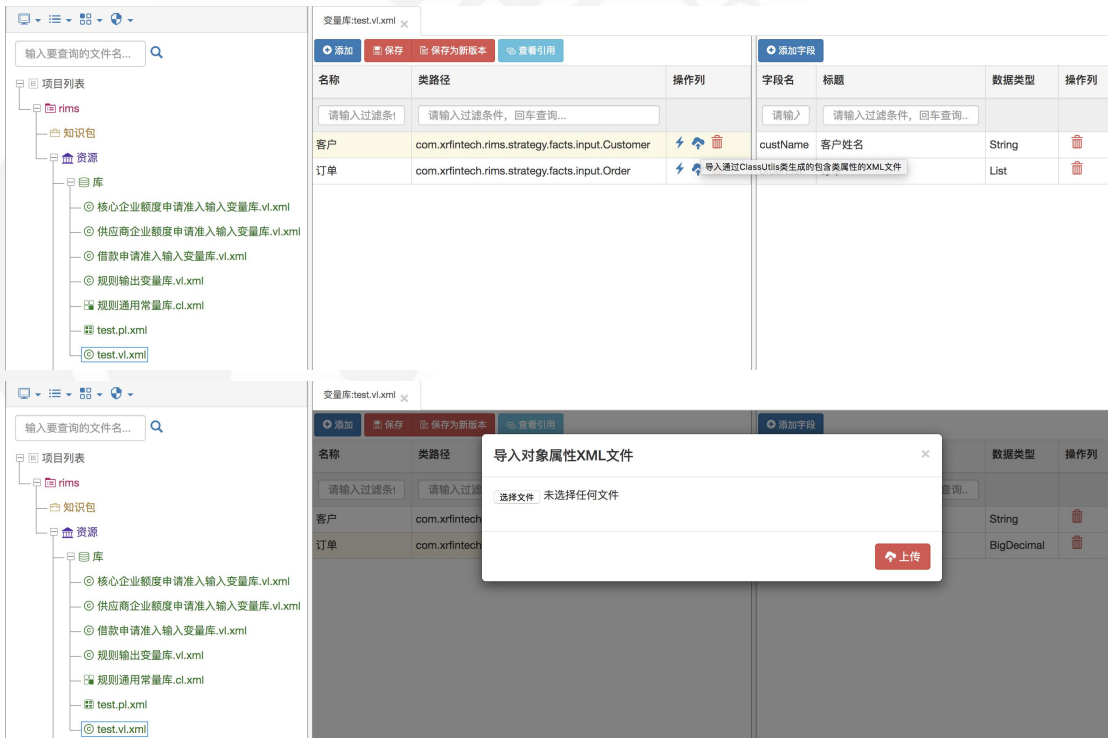 变量库:test.vl.xml
输入要查询的文件名...
添加 保存 保存为新版本 查看引用 添加字段
项目列表
名称 类路径 操作列 字段名 标题 数据类型 操作列
rims
请输入过滤条件 请输入过滤条件，回车查询... 请输入 请输入过滤条件，回车查询..
知识包
客户 com.xrfintech.rims.strategy.facts.input.Customer custName 客户姓名 String
资源
订单 com.xrfintech.rims.strategy.facts.input.Order List
导入通过ClassUtils类生成的包含类属性的XML文件
库
核心企业额度申请准入输入变量库.vl.xml
供应商企业额度申请准入输入变量库.vl.xml
借款申请准入输入变量库.vl.xml
规则输出变量库.vl.xml
规则通用常量库.cl.xml
test.pl.xml
test.vl.xml
变量库:test.vl.xml
输入要查询的文件名...
添加 保存 保存为新版本 查看引用 添加字段
项目列表
名称 类路径 导入对象属性XML文件 数据类型 操作列
rims
请输入过滤条件 请输入过 查询..
选择文件 未选择任何文件
知识包
客户 com.xrfintech String
资源
订单 com.xrfintech BigDecimal
上传
库
核心企业额度申请准入输入变量库.vl.xml
供应商企业额度申请准入输入变量库.vl.xml
借款申请准入输入变量库.vl.xml
规则输出变量库.vl.xml
规则通用常量库.cl.xml
test.pl.xml
test.vl.xml